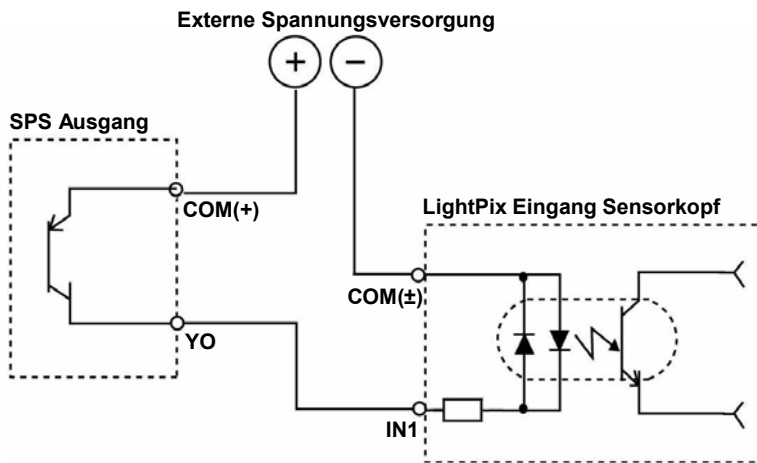 Externe Spannungsversorgung
+ −
SPS Ausgang
COM(+)
LightPix Eingang Sensorkopf
COM(±)
YO
IN1